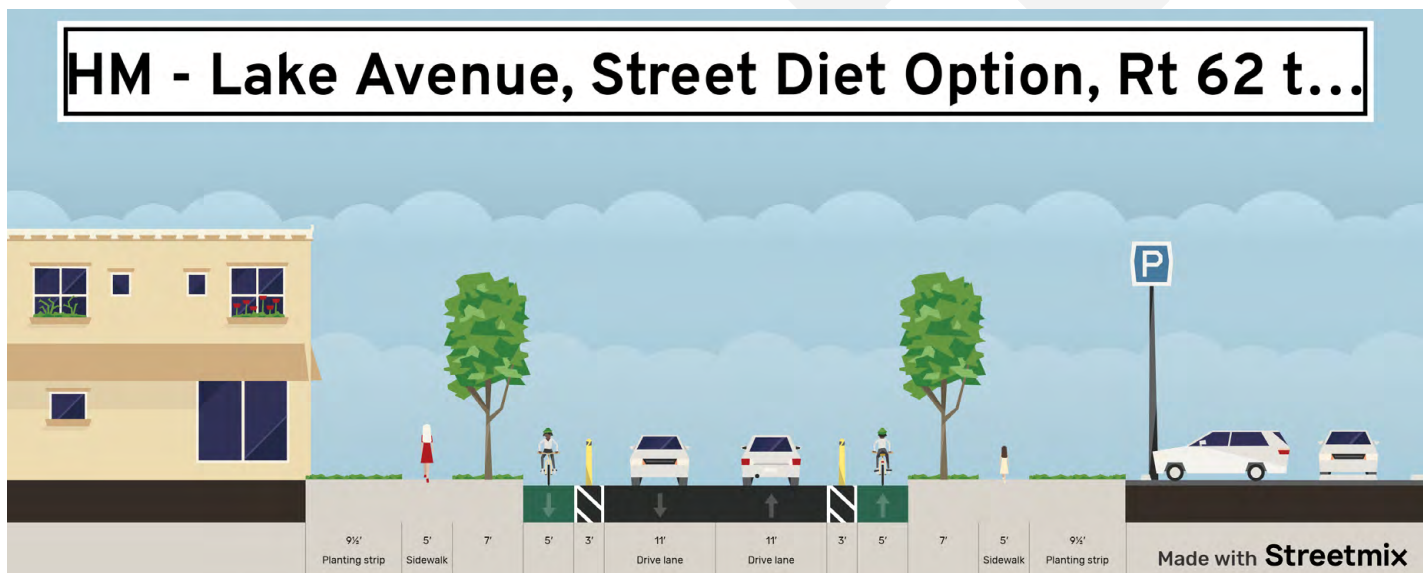 HM - Lake Avenue, Street Diet Option, Rt 62 t...
P
9½' 5' 7' 5' 3' 11' 11' 3' 5' 7' 5' 9½'
Planting strip Sidewalk Drive lane Drive lane Sidewalk Planting strip
Made with Streetmix